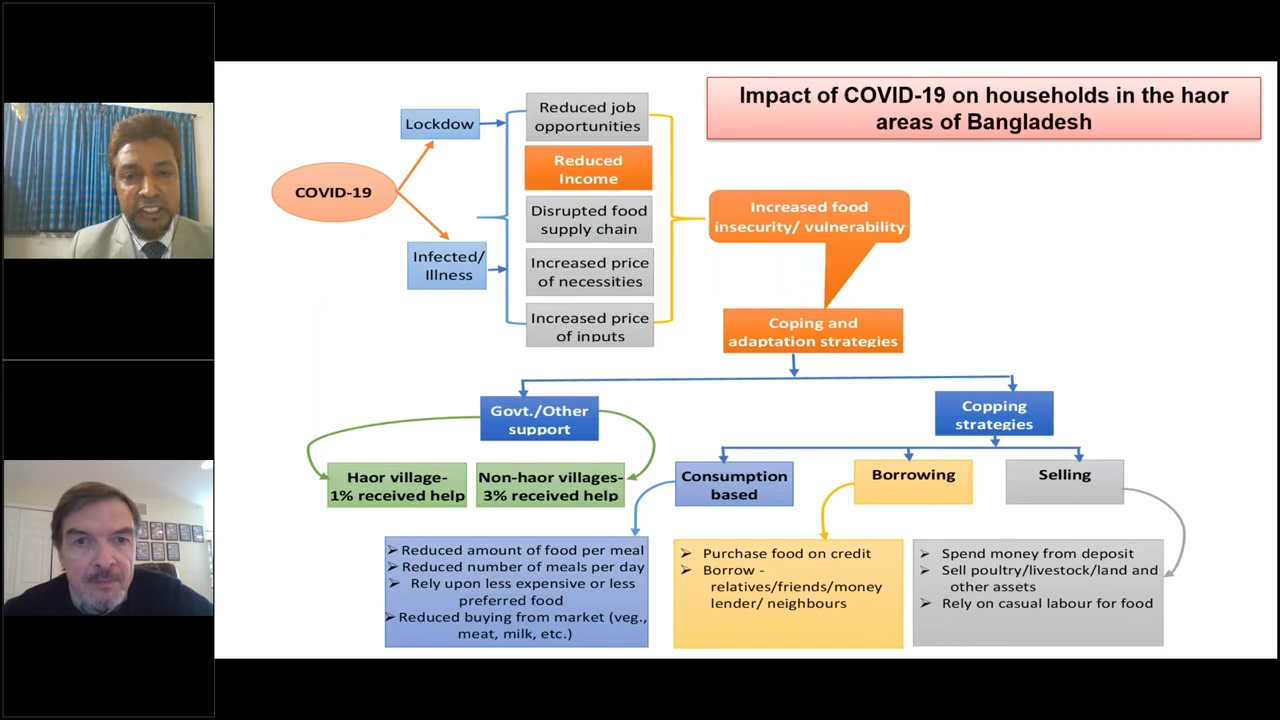 Impact of COVID-19 on households in the haor
areas of Bangladesh
COVID-19
Lockdow
Infected/
Illness
Reduced job
opportunities
Reduced
Income
Disrupted food
supply chain
Increased price
of necessities
Increased price
of inputs
Increased food
insecurity/ vulnerability
Coping and
adaptation strategies
Govt./Other
support
Copping
strategies
Haor village-
1% received help
Non-haor villages-
3% received help
Consumption
based
Borrowing
Selling
➢ Reduced amount of food per meal
➢ Reduced number of meals per day
➢ Rely upon less expensive or less
preferred food
➢ Reduced buying from market (veg.,
meat, milk, etc.)
➢ Purchase food on credit
➢ Borrow -
relatives/friends/money
lender/ neighbours
➢ Spend money from deposit
➢ Sell poultry/livestock/land and
other assets
➢ Rely on casual labour for food